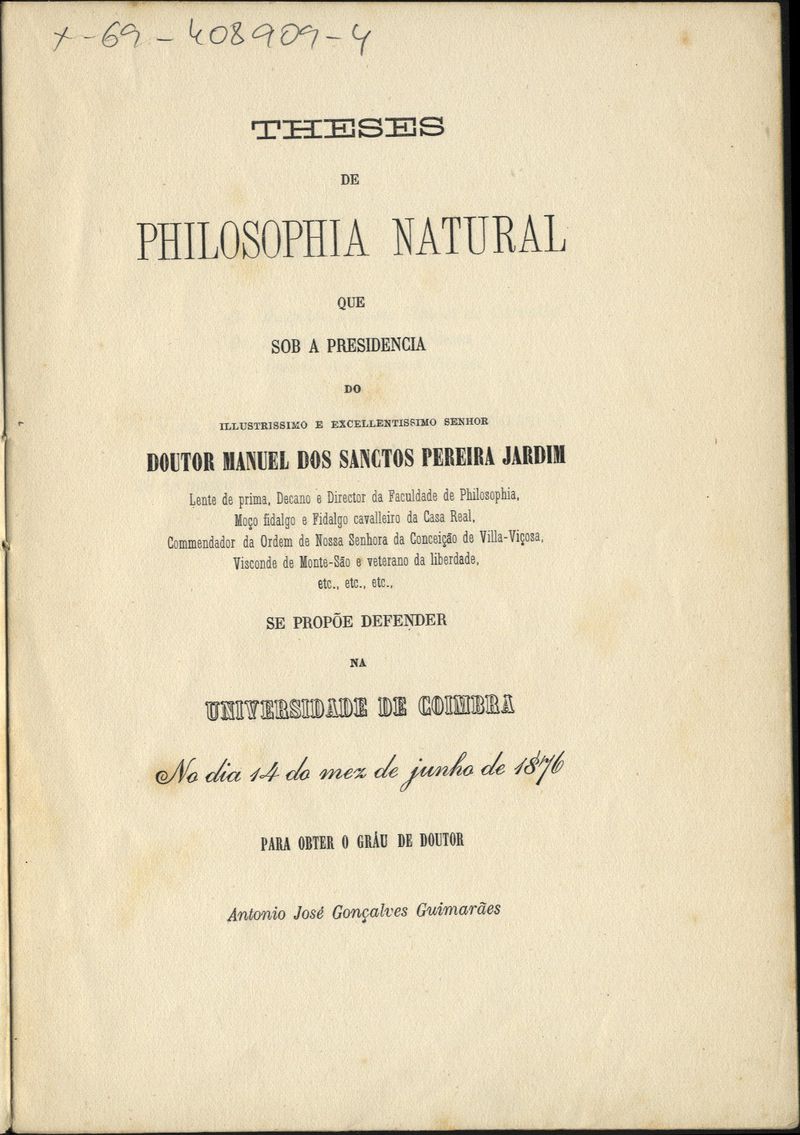 x-69-408909-4
THESES
DE
PHILOSOPHIA NATURAL
QUE
SOB A PRESIDENCIA
DO
ILLUSTRISSIMO E EXCELLENTISSIMO SENHOR
DOUTOR MANUEL DOS SANCTOS PEREIRA JARDIM
Lente de prima, Decano e Director da Faculdade de Philosophia,
Moço fidalgo e Fidalgo cavalleiro da Casa Real,
Commendador da Ordem de Nossa Senhora da Conceição de Villa-Viçosa,
Visconde de Monte-São e veterano da liberdade,
etc., etc., etc.,
SE PROPÕE DEFENDER
NA
UNIVERSIDADE DE COIMBRA
No dia 14 do mez de junho de 1876
PARA OBTER O GRÁU DE DOUTOR
Antonio José Gonçalves Guimarães